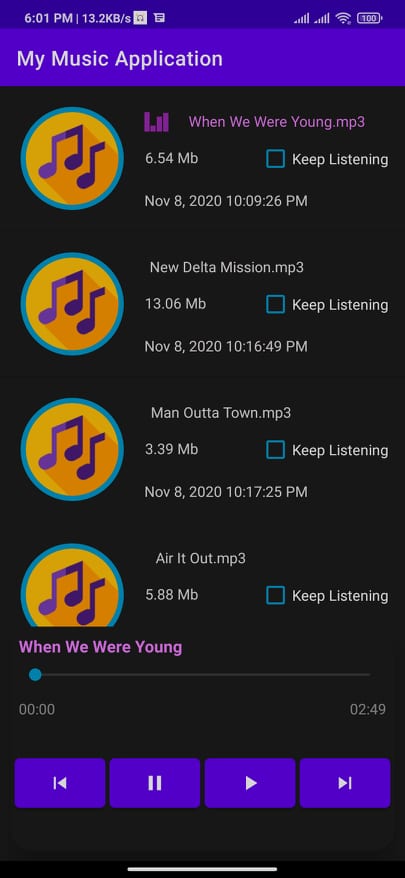 6:01 PM | 13.2KB/s
100
My Music Application
When We Were Young.mp3
6.54 Mb
Keep Listening
Nov 8, 2020 10:09:26 PM
New Delta Mission.mp3
13.06 Mb
Keep Listening
Nov 8, 2020 10:16:49 PM
Man Outta Town.mp3
3.39 Mb
Keep Listening
Nov 8, 2020 10:17:25 PM
Air It Out.mp3
5.88 Mb
Keep Listening
When We Were Young
00:00
02:49